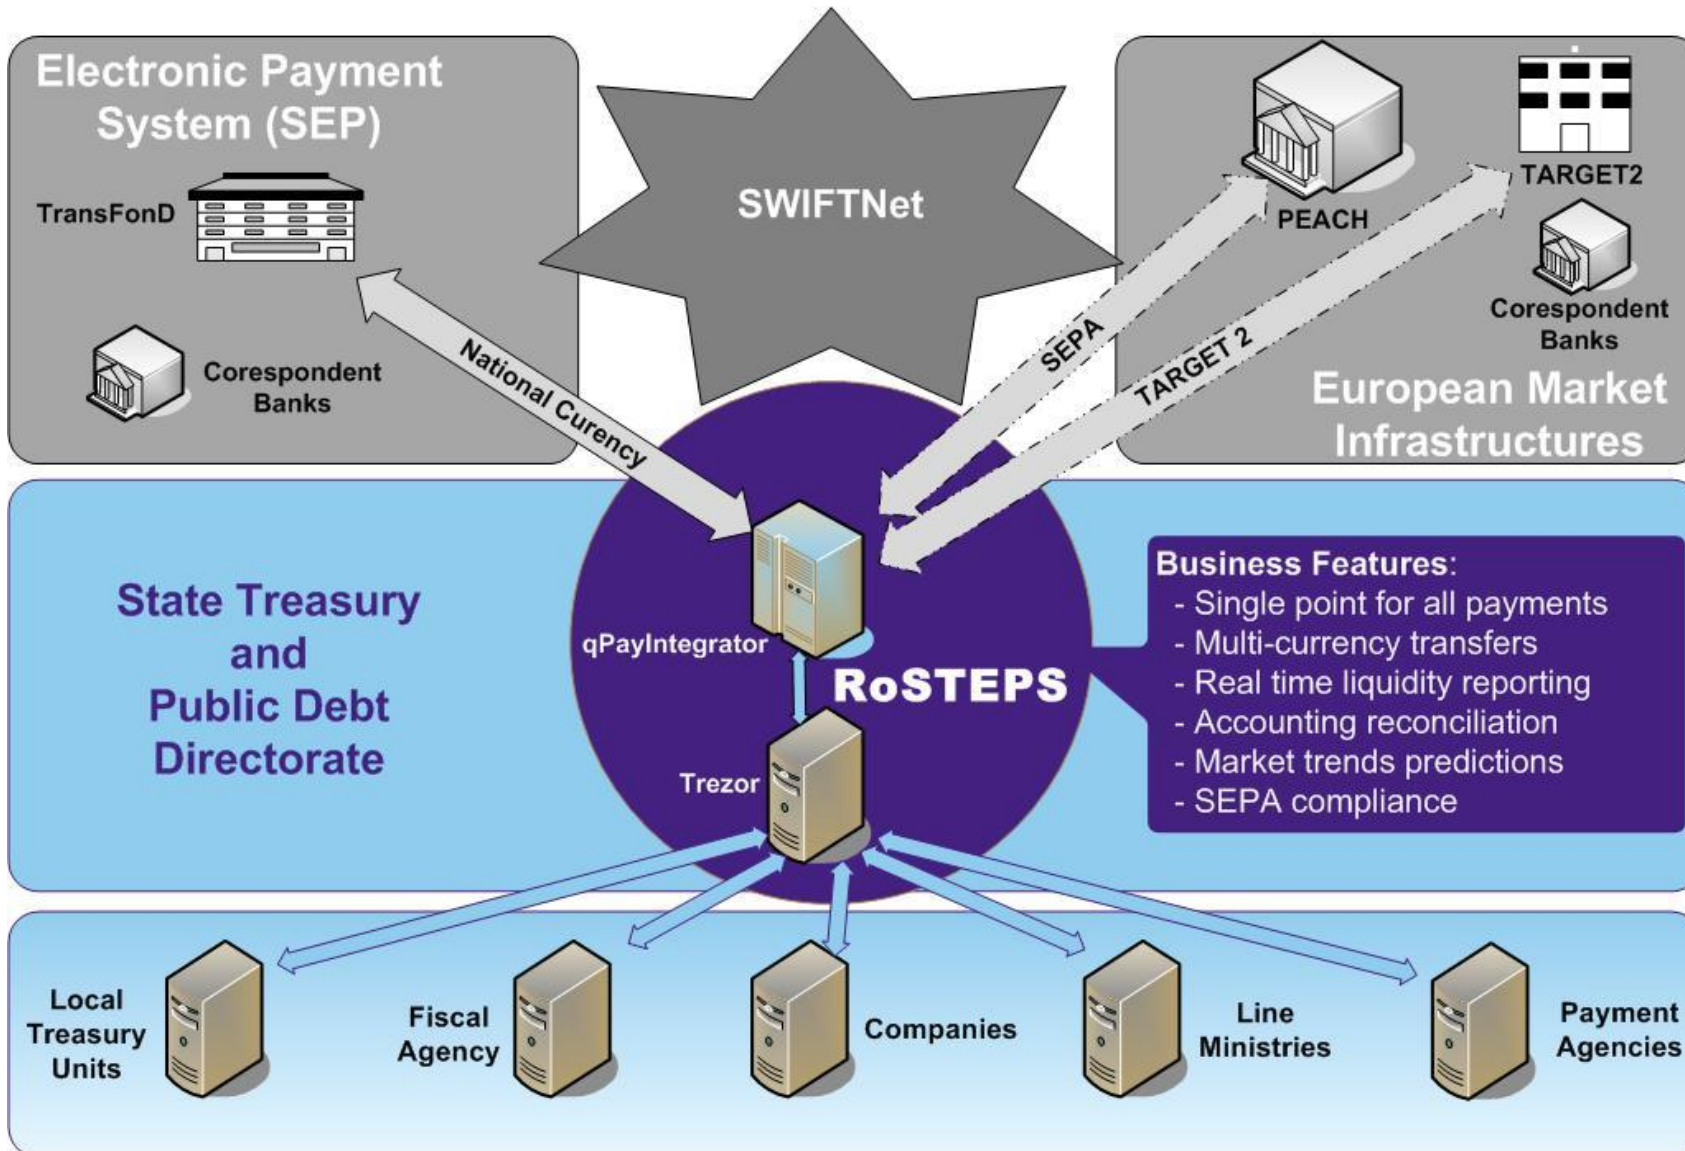 Electronic Payment
System (SEP)
TransFonD
Corespondent
Banks
National Curency
SWIFTNet
PEACH
TARGET2
Corespondent
Banks
European Market
Infrastructures
SEPA
TARGET 2
State Treasury
and
Public Debt
Directorate
qPayIntegrator
RoSTEPS
Trezor
Business Features:
- Single point for all payments
- Multi-currency transfers
- Real time liquidity reporting
- Accounting reconciliation
- Market trends predictions
- SEPA compliance
Local
Treasury
Units
Fiscal
Agency
Companies
Line
Ministries
Payment
Agencies